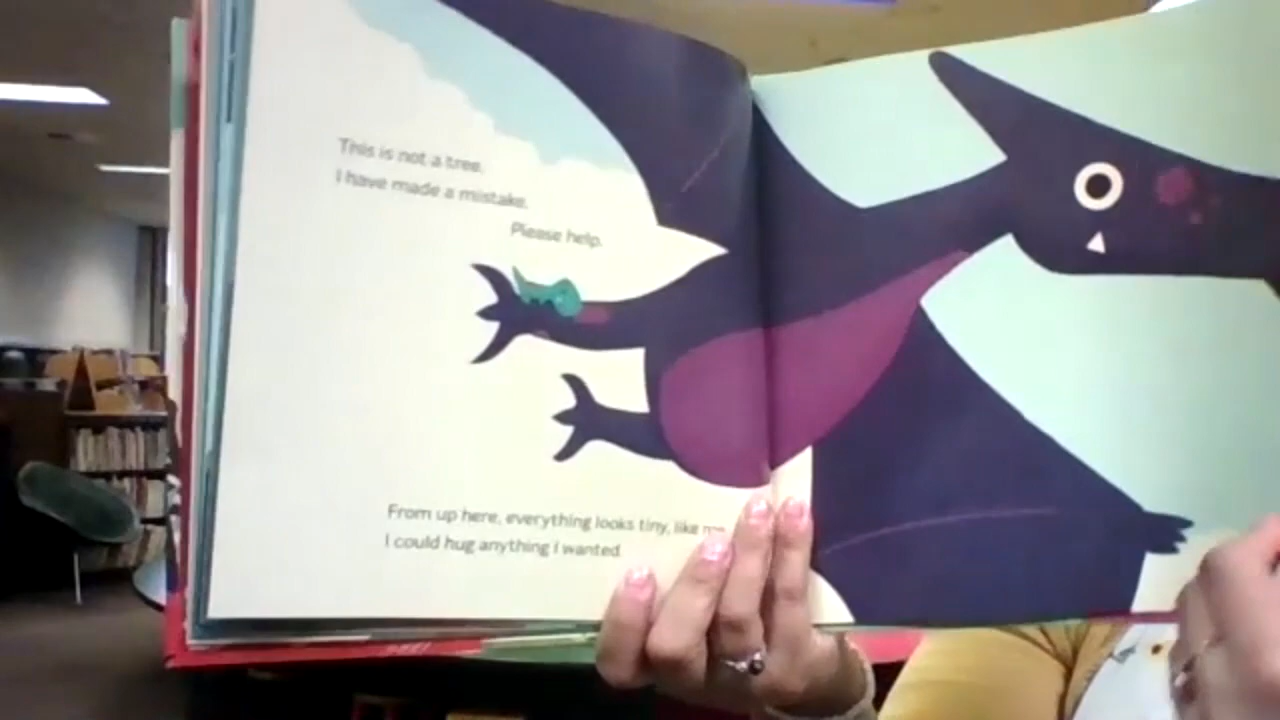 This is not a tree.
I have made a mistake.
Please help.
From up here, everything looks tiny, like me
I could hug anything I wanted